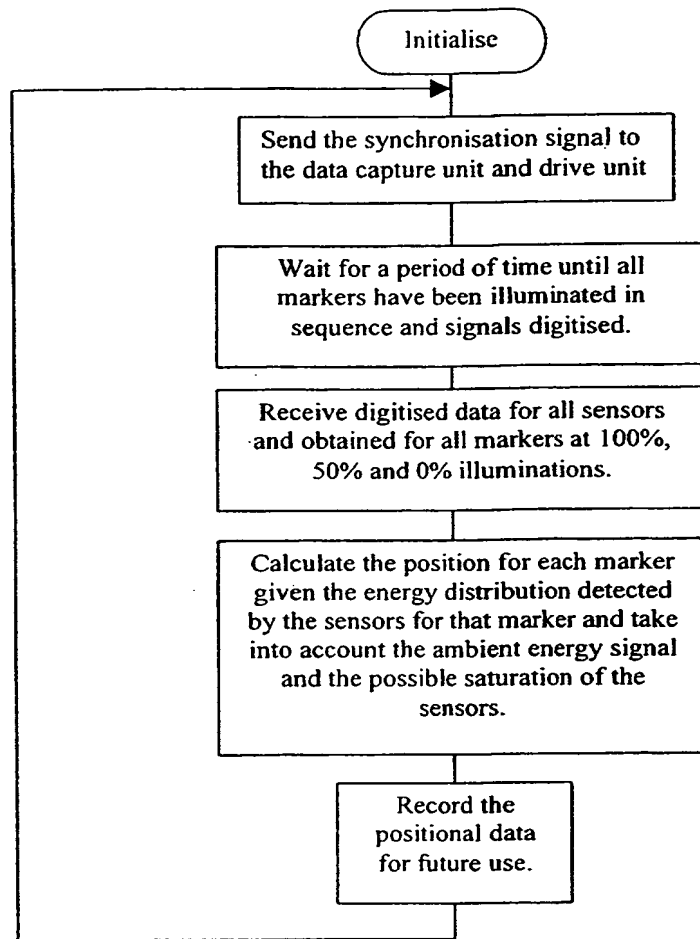 Initialise
Send the synchronisation signal to
the data capture unit and drive unit
Wait for a period of time until all
markers have been illuminated in
sequence and signals digitised.
Receive digitised data for all sensors
and obtained for all markers at 100%,
50% and 0% illuminations.
Calculate the position for each marker
given the energy distribution detected
by the sensors for that marker and take
into account the ambient energy signal
and the possible saturation of the
sensors.
Record the
positional data
for future use.